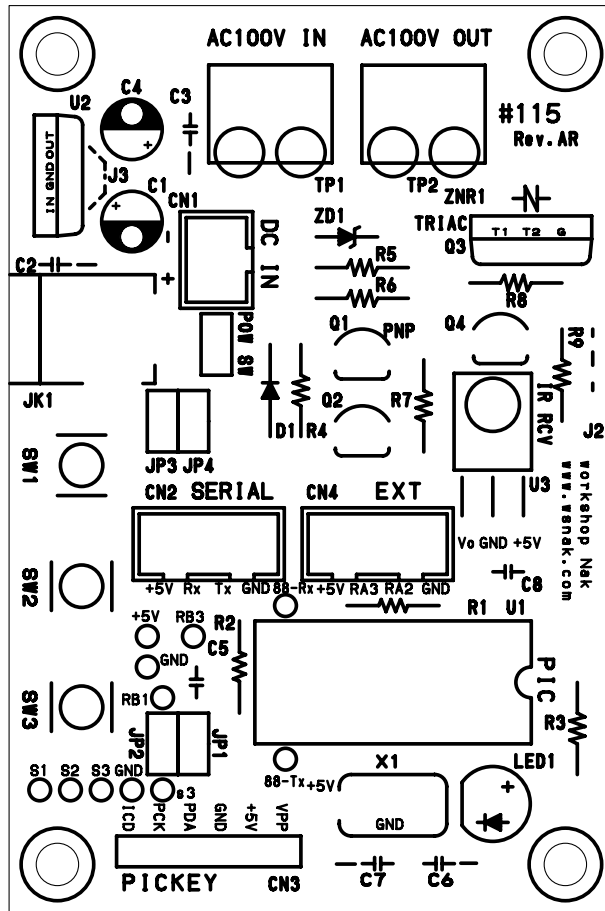 AC100V IN
AC100V OUT
C4
C3
U2
#115
Rev.AR
IN GND OUT
J3
TP1
TP2
ZNR1
C1
CN1
ZD1
TRIAC
T1 T2 G
Q3
DC IN
-
+
C2
R5
R6
R8
POW SW
Q1
PNP
Q4
R9
JK1
Q2
R7
IR RCV
D1
R4
J2
SW1
JP3
JP4
U3
CN2
SERIAL
CN4
EXT
workshop Nak
www.wsnak.com
Vo GND +5V
+5V Rx Tx GND
88-Rx
+5V RA3 RA2 GND
C8
SW2
+5V
RB3
R2
R1
U1
GND
C5
PIC
RB1
SW3
JP2
JP1
R3
S1 S2 S3 GND
s3
88-Tx
+5V
X1
LED1
ICD
PCK
PDA
GND
+5V
VPP
GND
PICKEY
CN3
C7
C6